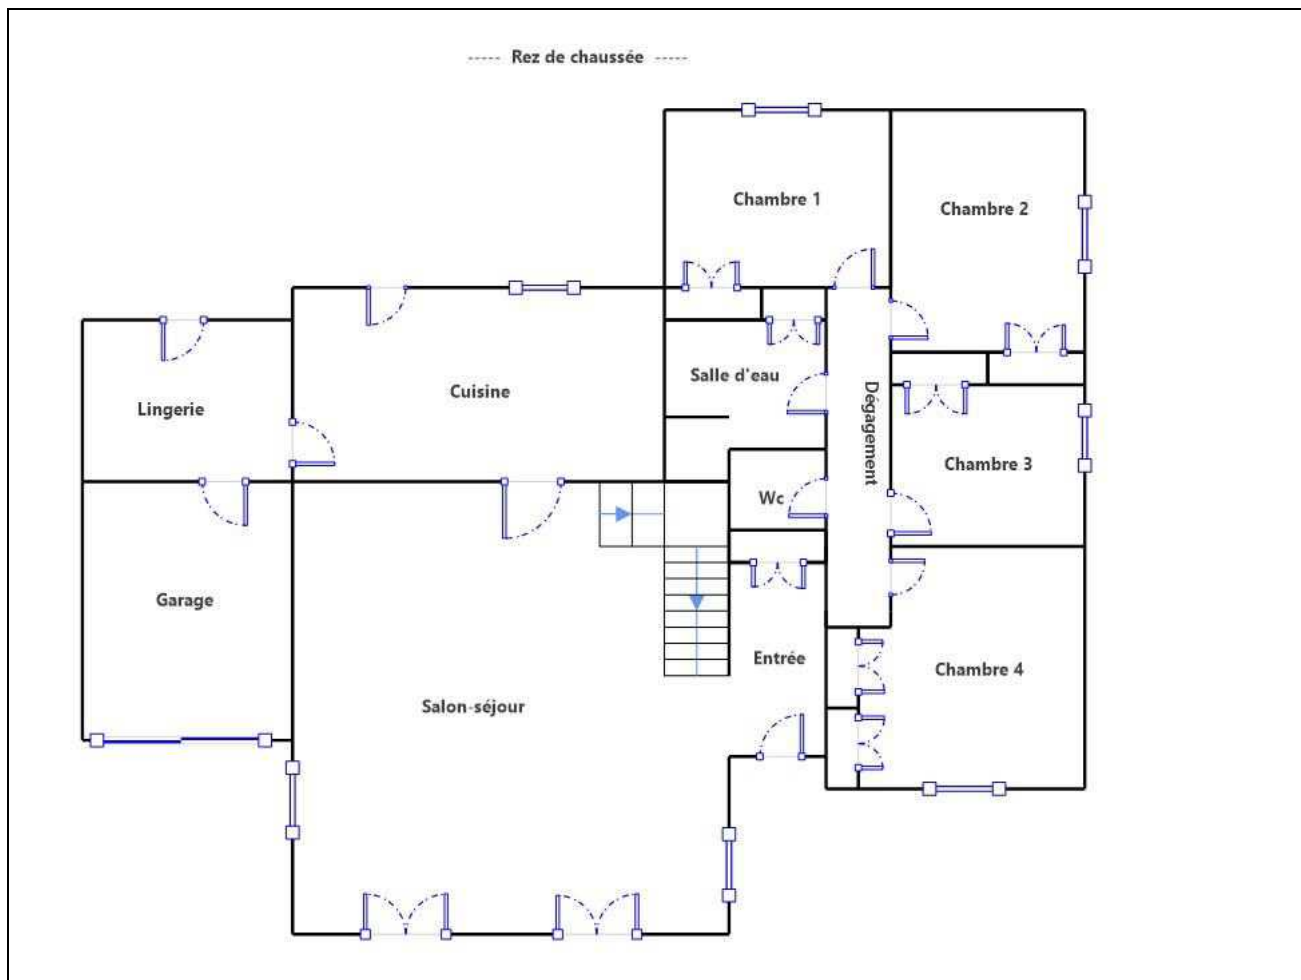 ----- Rez de chaussée -----
Chambre 1
Chambre 2
Salle d'eau
Cuisine
Lingerie
Dégagement
Chambre 3
Wc
Garage
Entrée
Chambre 4
Salon-séjour